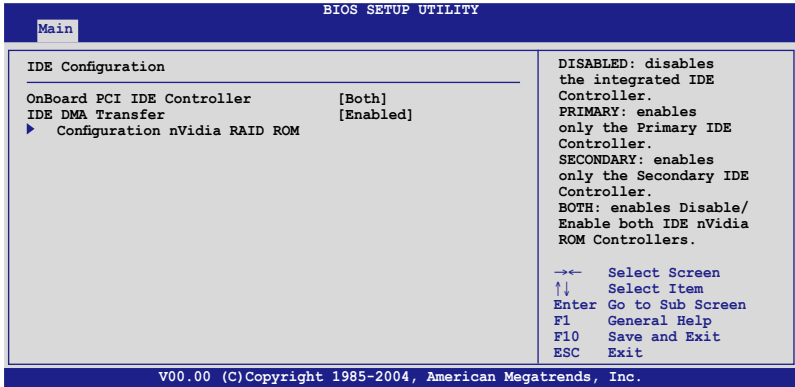 BIOS SETUP UTILITY
Main
IDE Configuration
OnBoard PCI IDE Controller [Both]
IDE DMA Transfer [Enabled]
Configuration nVidia RAID ROM
DISABLED: disables
the integrated IDE
Controller.
PRIMARY: enables
only the Primary IDE
Controller.
SECONDARY: enables
only the Secondary IDE
Controller.
BOTH: enables Disable/
Enable both IDE nVidia
ROM Controllers.
→← Select Screen
↑↓ Select Item
Enter Go to Sub Screen
F1 General Help
F10 Save and Exit
ESC Exit
V00.00 (C)Copyright 1985-2004, American Megatrends, Inc.